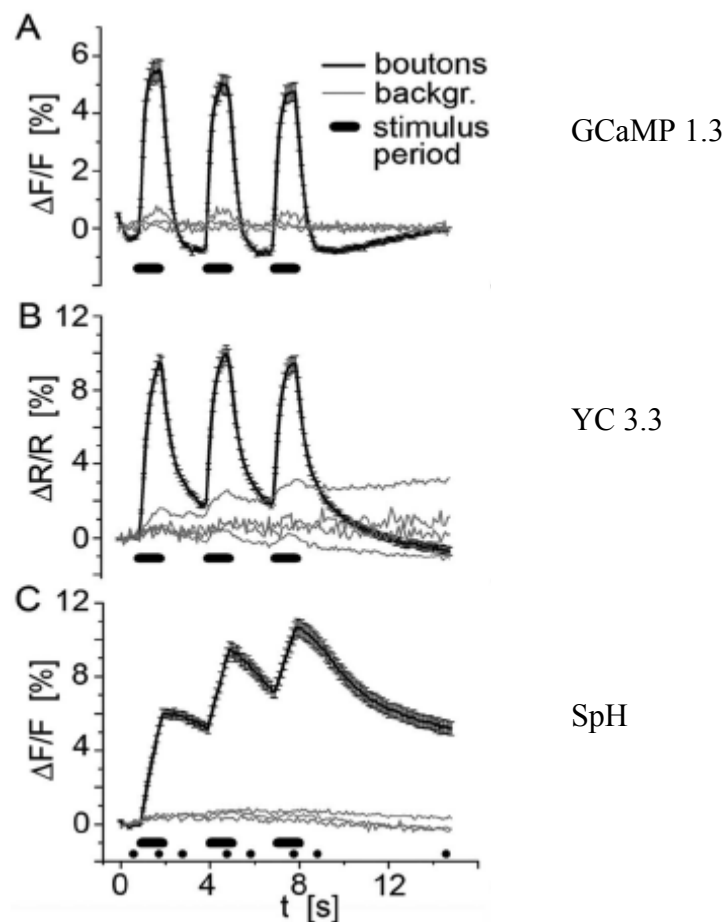 A
6
4
2
0
ΔF/F [%]
boutons
backgr.
stimulus
period
GCaMP 1.3
B
12
8
4
0
ΔR/R [%]
YC 3.3
C
12
8
4
0
ΔF/F [%]
SpH
0 4 8 12
t [s]